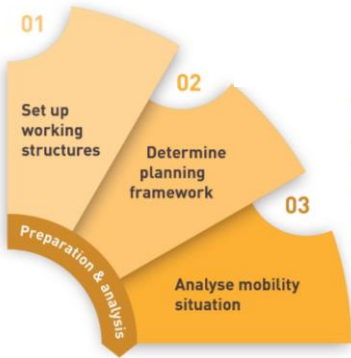 01
Set up
working
structures
02
Determine
planning
framework
03
Analyse mobility
situation
Preparation & analysis